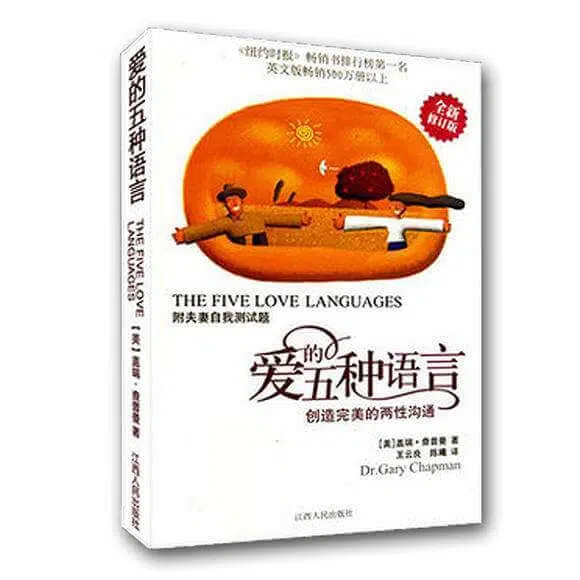 爱的五种语言
THE FIVE LOVE
LANGUAGES
[美]盖瑞·查普曼 著
江西人民出版社
《纽约时报》畅销书排行榜第一名
英文版畅销500万册以上
全新
修订版
THE FIVE LOVE LANGUAGES
附夫妻自我测试题
爱的五种语言
创造完美的两性沟通
[美]盖瑞·查普曼 著
王云良 陈曦 译
Dr.Gary Chapman
江西人民出版社